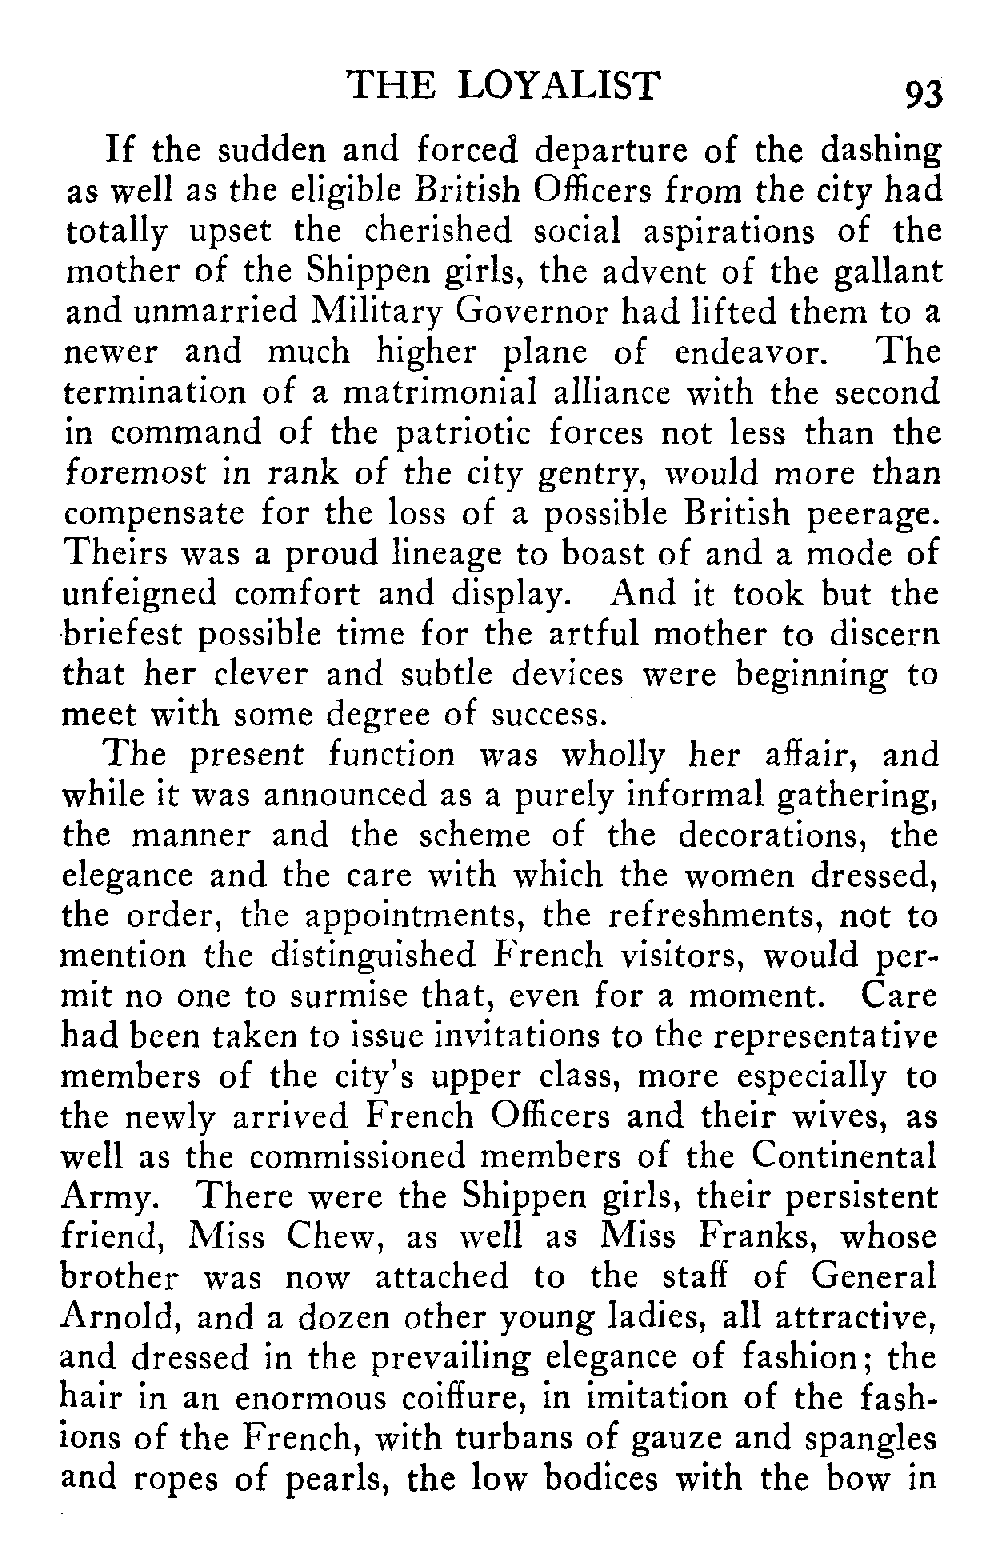 THE LOYALIST 93
If the sudden and forced departure of the dashing
as well as the eligible British Officers from the city had
totally upset the cherished social aspirations of the
mother of the Shippen girls, the advent of the gallant
and unmarried Military Governor had lifted them to a
newer and much higher plane of endeavor. The
termination of a matrimonial alliance with the second
in command of the patriotic forces not less than the
foremost in rank of the city gentry, would more than
compensate for the loss of a possible British peerage.
Theirs was a proud lineage to boast of and a mode of
unfeigned comfort and display. And it took but the
briefest possible time for the artful mother to discern
that her clever and subtle devices were beginning to
meet with some degree of success.
The present function was wholly her affair, and
while it was announced as a purely informal gathering,
the manner and the scheme of the decorations, the
elegance and the care with which the women dressed,
the order, the appointments, the refreshments, not to
mention the distinguished French visitors, would per-
mit no one to surmise that, even for a moment. Care
had been taken to issue invitations to the representative
members of the city's upper class, more especially to
the newly arrived French Officers and their wives, as
well as the commissioned members of the Continental
Army. There were the Shippen girls, their persistent
friend, Miss Chew, as well as Miss Franks, whose
brother was now attached to the staff of General
Arnold, and a dozen other young ladies, all attractive,
and dressed in the prevailing elegance of fashion; the
hair in an enormous coiffure, in imitation of the fash-
ions of the French, with turbans of gauze and spangles
and ropes of pearls, the low bodices with the bow in